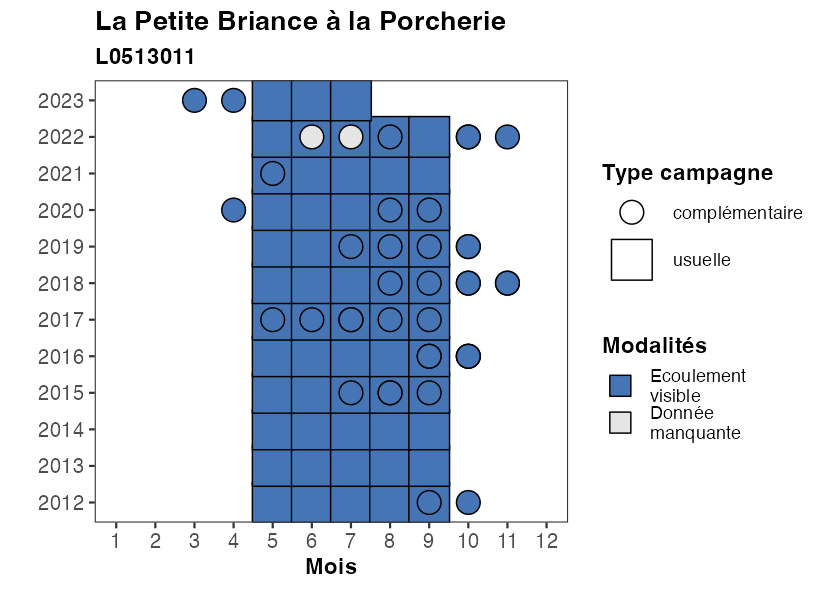 La Petite Briance à la Porcherie
L0513011
2023
2022
2021
2020
2019
2018
2017
2016
2015
2014
2013
2012
1 2 3 4 5 6 7 8 9 10 11 12
Mois
Type campagne
complémentaire
usuelle
Modalités
Ecoulement
visible
Donnée
manquante